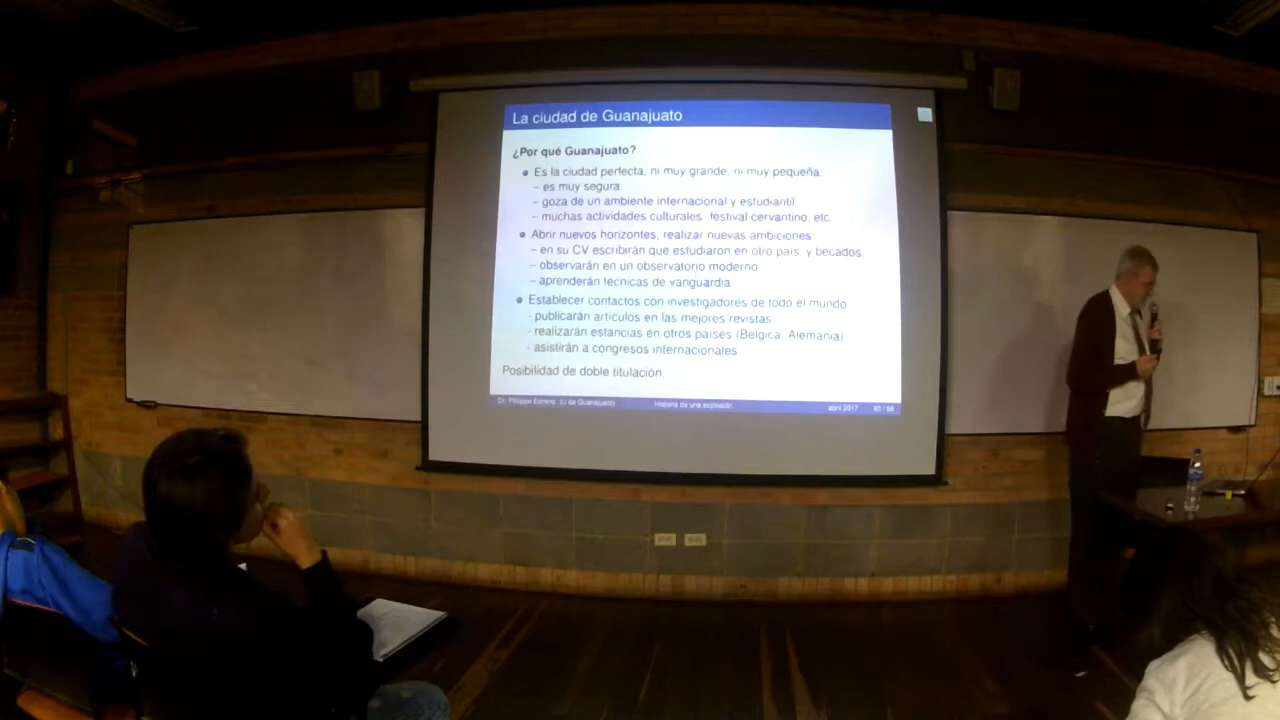 La ciudad de Guanajuato
¿Por qué Guanajuato?
Es la ciudad perfecta, ni muy grande, ni muy pequeña
– es muy segura
– goza de un ambiente internacional y estudiantil
– muchas actividades culturales, festival cervantino, etc.
Abrir nuevos horizontes, realizar nuevas ambiciones
– en su CV escribirán que estudiaron en otro país, y becados.
– observarán en un observatorio moderno
– aprenderán técnicas de vanguardia
Establecer contactos con investigadores de todo el mundo
- publicarán artículos en las mejores revistas
- realizarán estancias en otros países (Bélgica, Alemania)
- asistirán a congresos internacionales
Posibilidad de doble titulación.
Dr. Philippe (U de Guanajuato) Historia de una explosión abril 2017